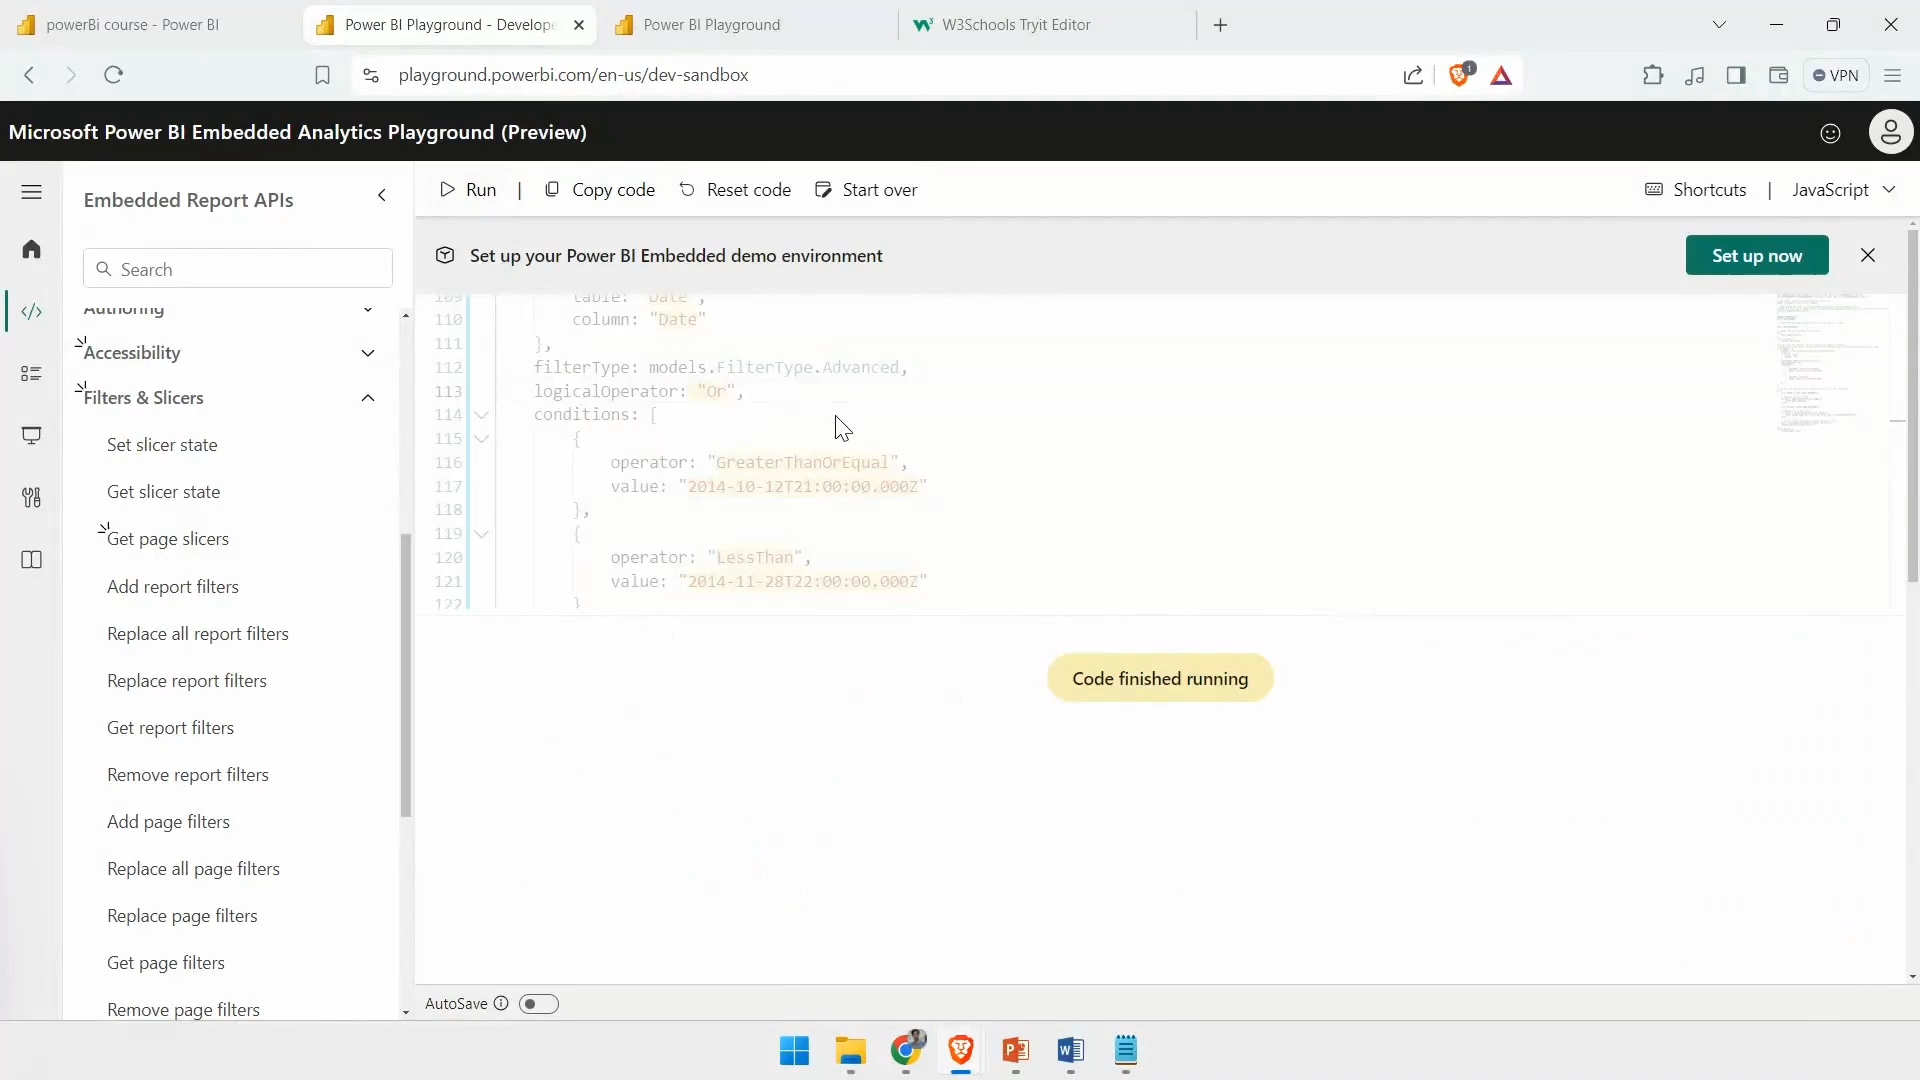 powerBi course - Power BI
Power BI Playground - Develope
Power BI Playground
W3Schools Tryit Editor
playground.powerbi.com/en-us/dev-sandbox
1
VPN
Microsoft Power BI Embedded Analytics Playground (Preview)
Embedded Report APIs
Run | Copy code Reset code Start over
Shortcuts | JavaScript
Search
Set up your Power BI Embedded demo environment
Set up now
Authoring
Accessibility
Filters & Slicers
Set slicer state
Get slicer state
Get page slicers
Add report filters
Replace all report filters
Replace report filters
Get report filters
Remove report filters
Add page filters
Replace all page filters
Replace page filters
Get page filters
Remove page filters
109 table: "Date",
110 column: "Date"
111 },
112 filterType: models.FilterType.Advanced,
113 logicalOperator: "Or",
114 conditions: [
115 {
116 operator: "GreaterThanOrEqual",
117 value: "2014-10-12T21:00:00.000Z"
118 },
119 {
120 operator: "LessThan",
121 value: "2014-11-28T22:00:00.000Z"
122 }
Code finished running
AutoSave